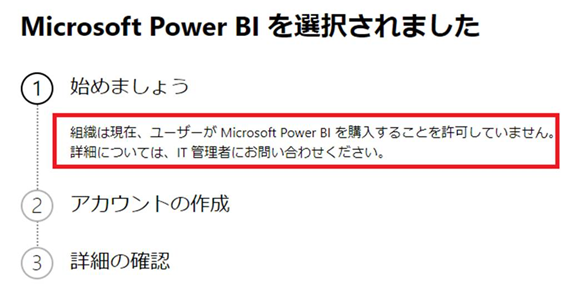 Microsoft Power BI を選択されました
1 始めましょう
組織は現在、ユーザーが Microsoft Power BI を購入することを許可していません。
詳細については、IT 管理者にお問い合わせください。
2 アカウントの作成
3 詳細の確認